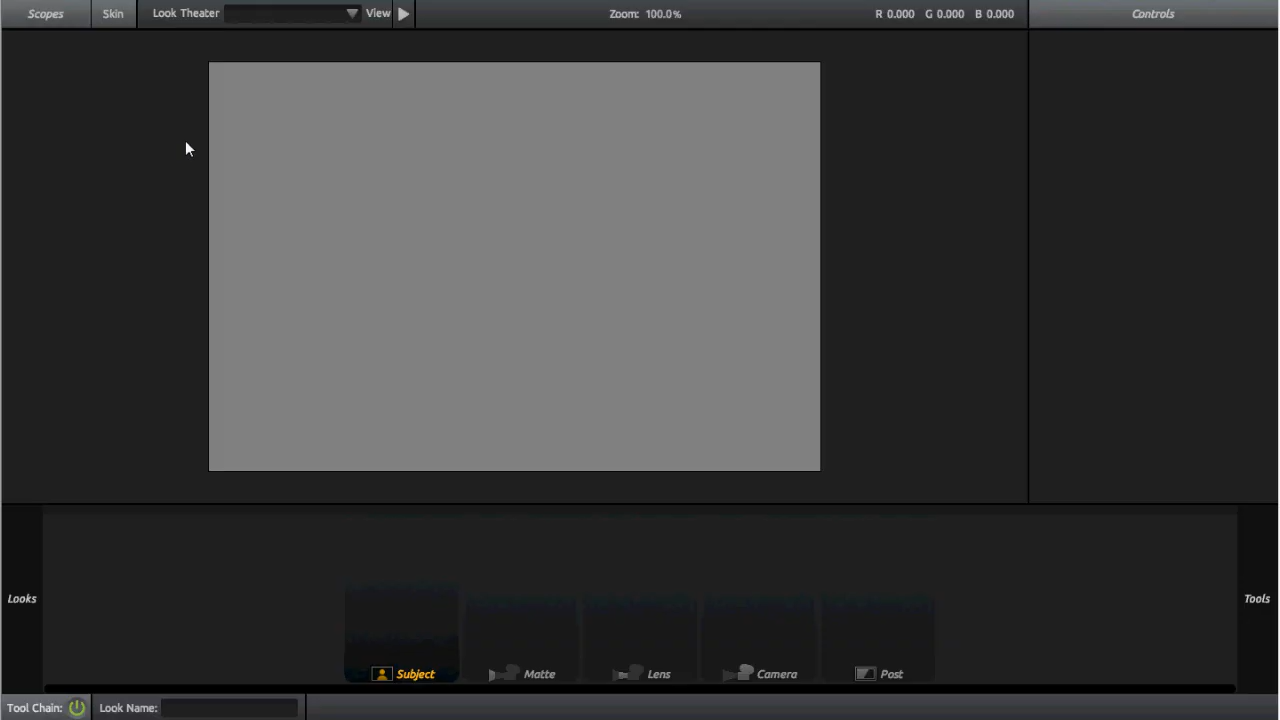 Scopes Skin Look Theater View Zoom: 100.0% R 0.000 G 0.000 B 0.000 Controls
Looks Tools
Subject Matte Lens Camera Post
Tool Chain: Look Name: